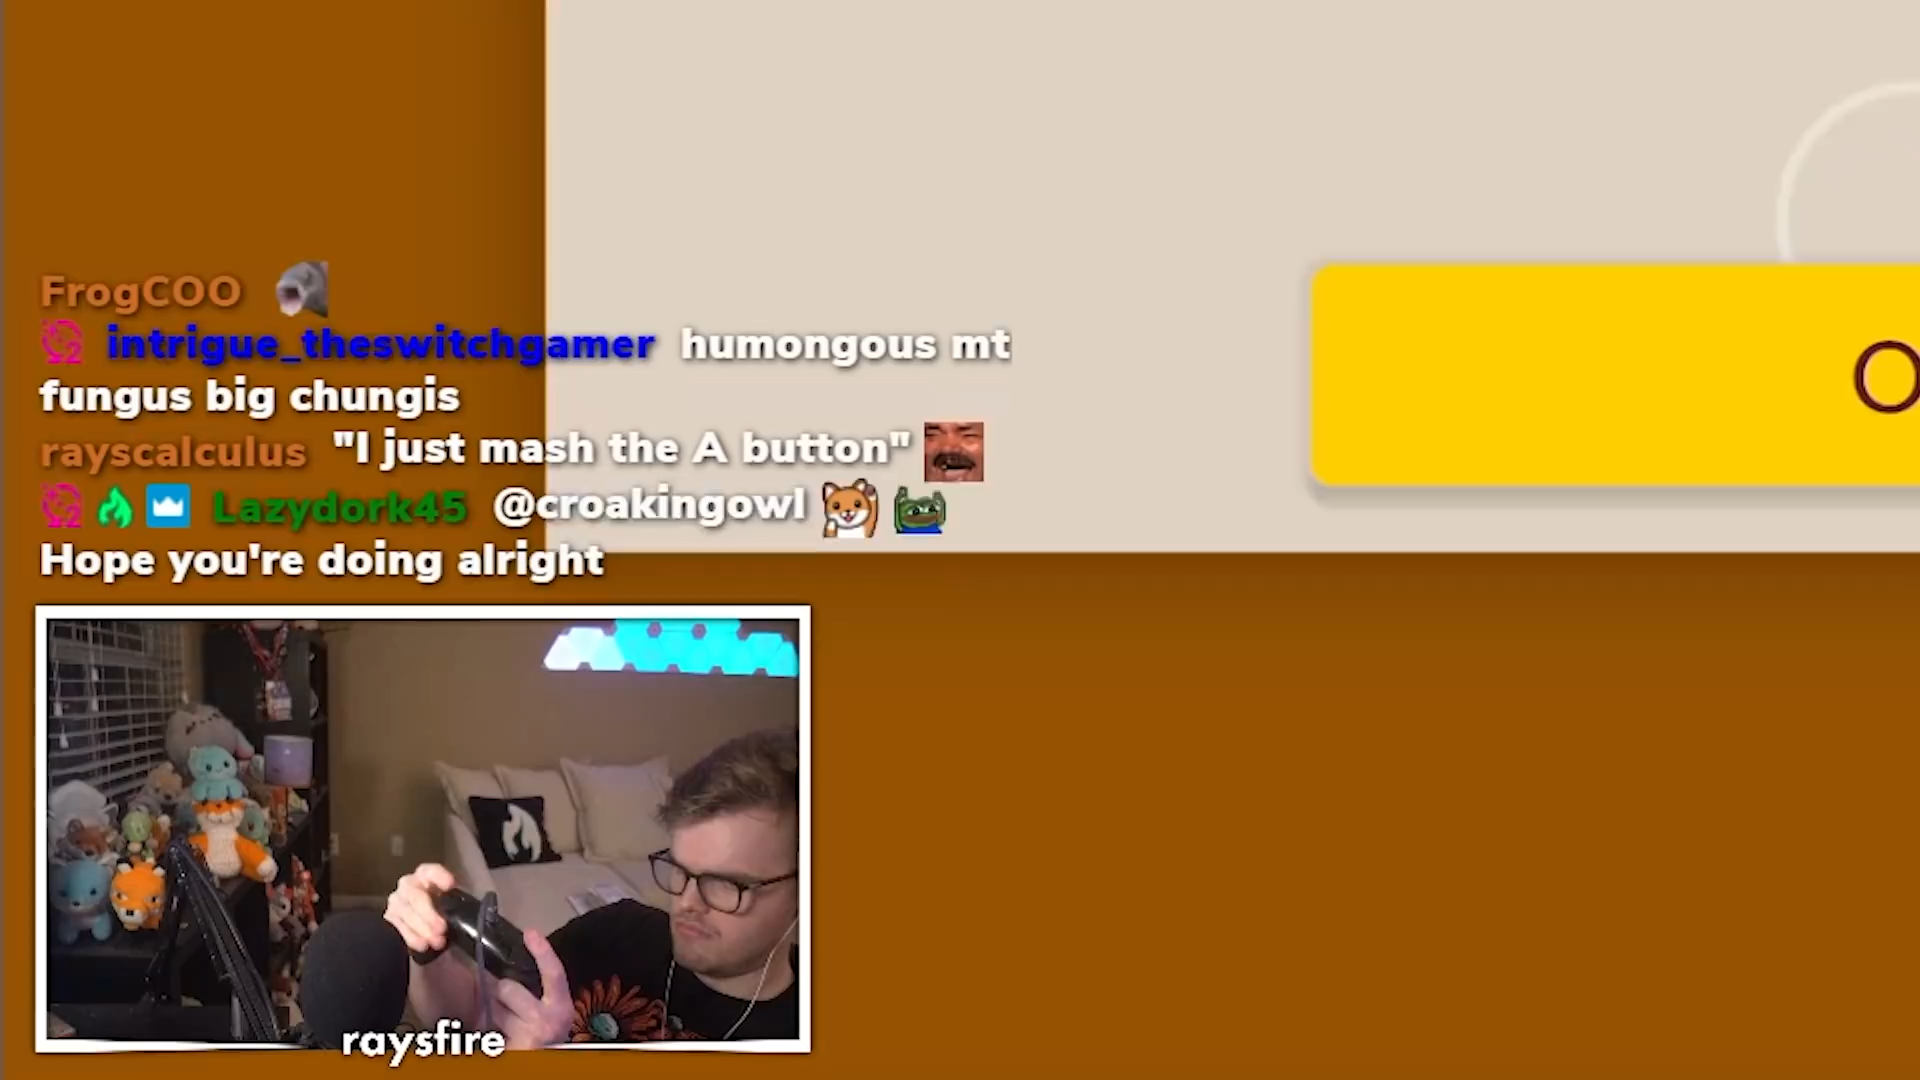 FrogCOO
intrigue_theswitchgamer humongous mt
fungus big chungis
rayscalculus "I just mash the A button"
Lazydork45 @croakingowl
Hope you're doing alright
O
raysfire